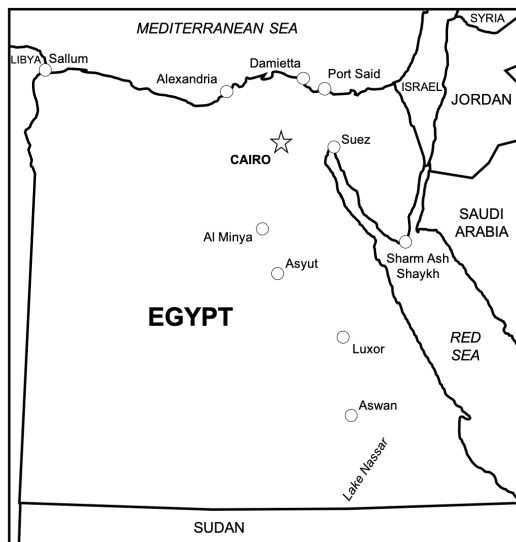 SYRIA
MEDITERRANEAN SEA
LIBYA
Sallum
Damietta
Alexandria
Port Said
ISRAEL
JORDAN
Suez
CAIRO
SAUDI
ARABIA
Al Minya
Sharm Ash
Shaykh
Asyut
EGYPT
RED
SEA
Luxor
Aswan
Lake Nassar
SUDAN